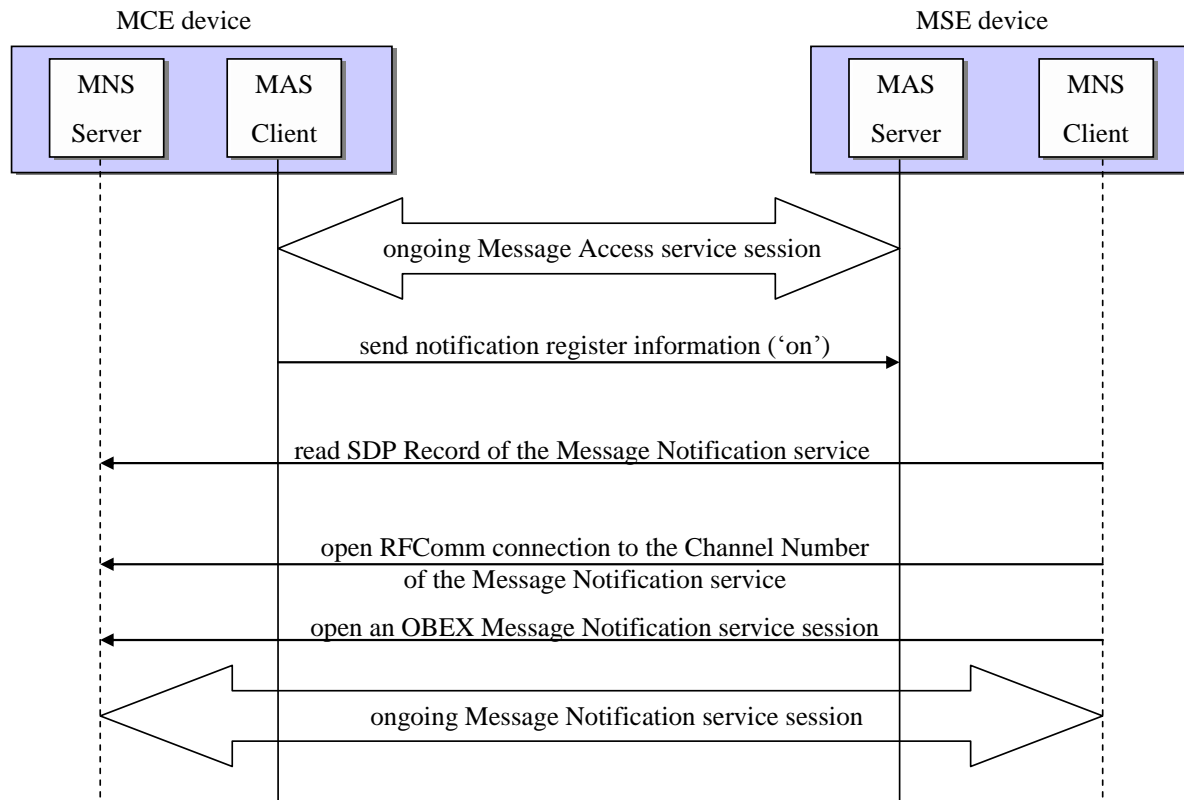 MCE device
MSE device
MNS
Server
MAS
Client
MAS
Server
MNS
Client
ongoing Message Access service session
send notification register information (‘on’)
read SDP Record of the Message Notification service
open RFComm connection to the Channel Number
of the Message Notification service
open an OBEX Message Notification service session
ongoing Message Notification service session